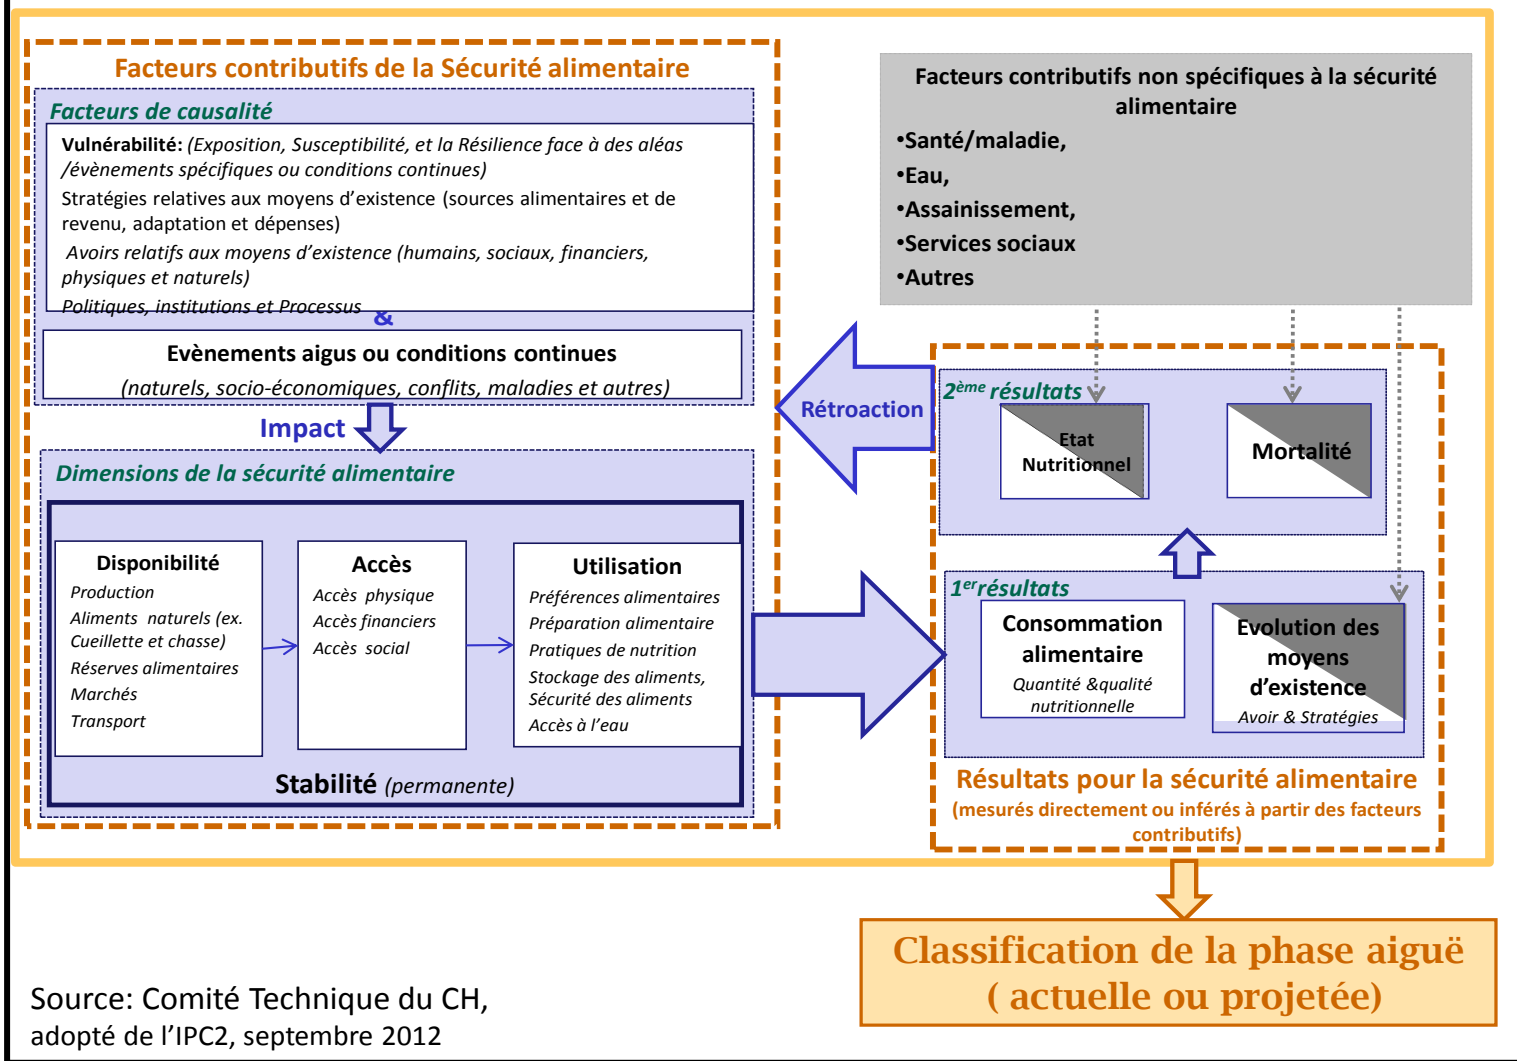 Facteurs contributifs de la Sécurité alimentaire
Facteurs de causalité
Vulnérabilité: (Exposition, Susceptibilité, et la Résilience face à des aléas
/évènements spécifiques ou conditions continues)
Stratégies relatives aux moyens d'existence (sources alimentaires et de
revenu, adaptation et dépenses)
Avoirs relatifs aux moyens d'existence (humains, sociaux, financiers,
physiques et naturels)
Politiques, institutions et Processus
&
Evènements aigus ou conditions continues
(naturels, socio-économiques, conflits, maladies et autres)
Impact
Dimensions de la sécurité alimentaire
Disponibilité
Production
Aliments naturels (ex.
Cueillette et chasse)
Réserves alimentaires
Marchés
Transport
Accès
Accès physique
Accès financiers
Accès social
Utilisation
Préférences alimentaires
Préparation alimentaire
Pratiques de nutrition
Stockage des aliments,
Sécurité des aliments
Accès à l'eau
Stabilité (permanente)
Facteurs contributifs non spécifiques à la sécurité
alimentaire
•Santé/maladie,
•Eau,
•Assainissement,
•Services sociaux
•Autres
Rétroaction
2ème résultats
Etat
Nutritionnel
Mortalité
1er résultats
Consommation
alimentaire
Quantité &qualité
nutritionnelle
Evolution des
moyens
d'existence
Avoir & Stratégies
Résultats pour la sécurité alimentaire
(mesurés directement ou inférés à partir des facteurs
contributifs)
Classification de la phase aiguë
( actuelle ou projetée)
Source: Comité Technique du CH,
adopté de l'IPC2, septembre 2012